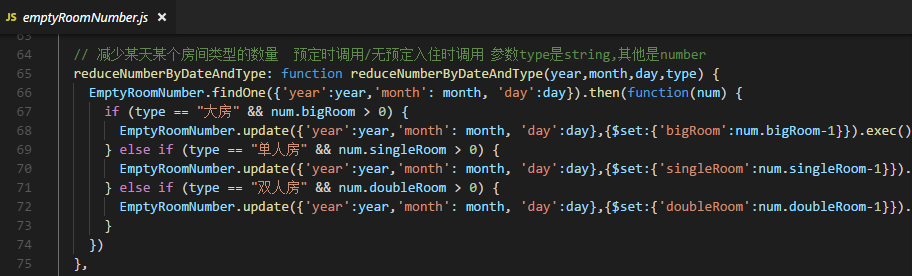 JS emptyRoomNumber.js ×
64 // 减少某天某个房间类型的数量  预定时调用/无预定入住时调用 参数type是string,其他是number
65 reduceNumberByDateAndType: function reduceNumberByDateAndType(year,month,day,type) {
66 EmptyRoomNumber.findOne({'year':year,'month': month, 'day':day}).then(function(num) {
67 if (type == "大房" && num.bigRoom > 0) {
68 EmptyRoomNumber.update({'year':year,'month': month, 'day':day},{$set:{'bigRoom':num.bigRoom-1}}).exec()
69 } else if (type == "单人房" && num.singleRoom > 0) {
70 EmptyRoomNumber.update({'year':year,'month': month, 'day':day},{$set:{'singleRoom':num.singleRoom-1}}).
71 } else if (type == "双人房" && num.doubleRoom > 0) {
72 EmptyRoomNumber.update({'year':year,'month': month, 'day':day},{$set:{'doubleRoom':num.doubleRoom-1}}).
73 }
74 })
75 },